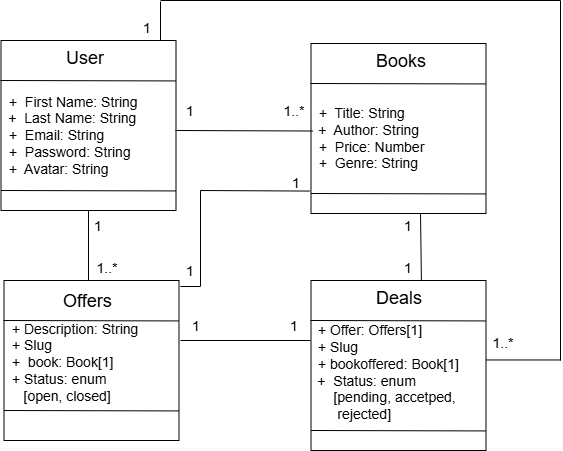 1
User
+ First Name: String
+ Last Name: String
+ Email: String
+ Password: String
+ Avatar: String
1
1..*
Books
+ Title: String
+ Author: String
+ Price: Number
+ Genre: String
1
1
1
1..*
1
1
Offers
+ Description: String
+ Slug
+ book: Book[1]
+ Status: enum
[open, closed]
1
1
Deals
+ Offer: Offers[1]
+ Slug
+ bookoffered: Book[1]
+ Status: enum
[pending, accetped,
rejected]
1..*